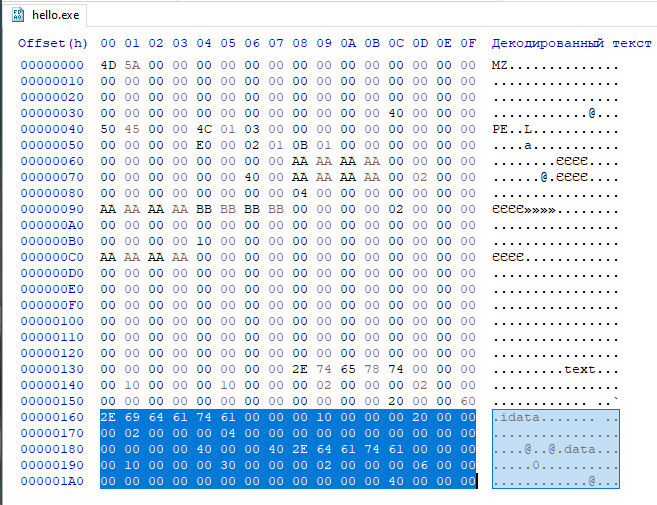 hello.exe
Offset(h) 00 01 02 03 04 05 06 07 08 09 0A 0B 0C 0D 0E 0F Декодированный текст
00000000 4D 5A 00 00 00 00 00 00 00 00 00 00 00 00 00 00 MZ..............
00000010 00 00 00 00 00 00 00 00 00 00 00 00 00 00 00 00 ................
00000020 00 00 00 00 00 00 00 00 00 00 00 00 00 00 00 00 ................
00000030 00 00 00 00 00 00 00 00 00 00 00 00 40 00 00 00 ............@...
00000040 50 45 00 00 4C 01 03 00 00 00 00 00 00 00 00 00 PE..L...........
00000050 00 00 00 00 E0 00 02 01 0B 01 00 00 00 00 00 00 ....а...........
00000060 00 00 00 00 00 00 00 00 AA AA AA AA 00 00 00 00 ........ЄЄЄЄ....
00000070 00 00 00 00 00 00 40 00 AA AA AA AA 00 02 00 00 ......@.ЄЄЄЄ....
00000080 00 00 00 00 00 00 00 00 04 00 00 00 00 00 00 00 ................
00000090 AA AA AA AA BB BB BB BB 00 00 00 00 02 00 00 00 ЄЄЄЄ»»»»........
000000A0 00 00 00 00 00 00 00 00 00 00 00 00 00 00 00 00 ................
000000B0 00 00 00 00 10 00 00 00 00 00 00 00 00 00 00 00 ................
000000C0 AA AA AA AA 00 00 00 00 00 00 00 00 00 00 00 00 ЄЄЄЄ............
000000D0 00 00 00 00 00 00 00 00 00 00 00 00 00 00 00 00 ................
000000E0 00 00 00 00 00 00 00 00 00 00 00 00 00 00 00 00 ................
000000F0 00 00 00 00 00 00 00 00 00 00 00 00 00 00 00 00 ................
00000100 00 00 00 00 00 00 00 00 00 00 00 00 00 00 00 00 ................
00000110 00 00 00 00 00 00 00 00 00 00 00 00 00 00 00 00 ................
00000120 00 00 00 00 00 00 00 00 00 00 00 00 00 00 00 00 ................
00000130 00 00 00 00 00 00 00 00 2E 74 65 78 74 00 00 00 .........text...
00000140 00 10 00 00 00 10 00 00 00 02 00 00 00 02 00 00 ................
00000150 00 00 00 00 00 00 00 00 00 00 00 00 20 00 00 60 ............ ..`
00000160 2E 69 64 61 74 61 00 00 00 10 00 00 00 20 00 00 .idata....... ..
00000170 00 02 00 00 00 04 00 00 00 00 00 00 00 00 00 00 ................
00000180 00 00 00 00 40 00 00 40 2E 64 61 74 61 00 00 00 ....@..@.data...
00000190 00 10 00 00 00 30 00 00 00 02 00 00 00 06 00 00 .....0..........
000001A0 00 00 00 00 00 00 00 00 00 00 00 00 40 00 00 00 ............@...